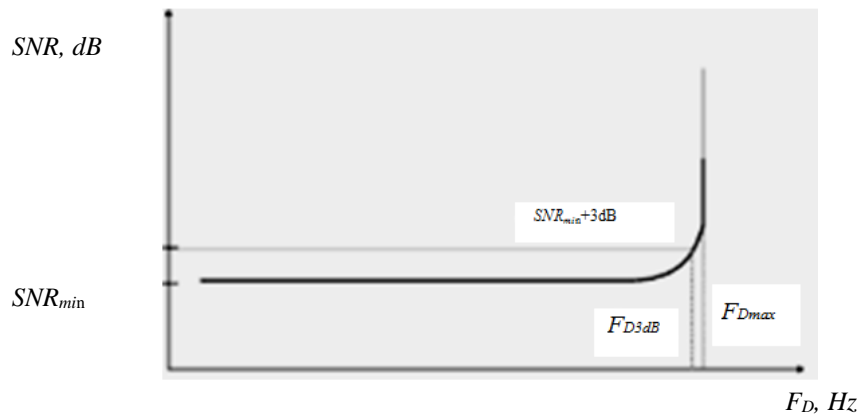 SNR, dB
SNRmin+3dB
SNRmin
FD3dB
FDmax
FD, Hz